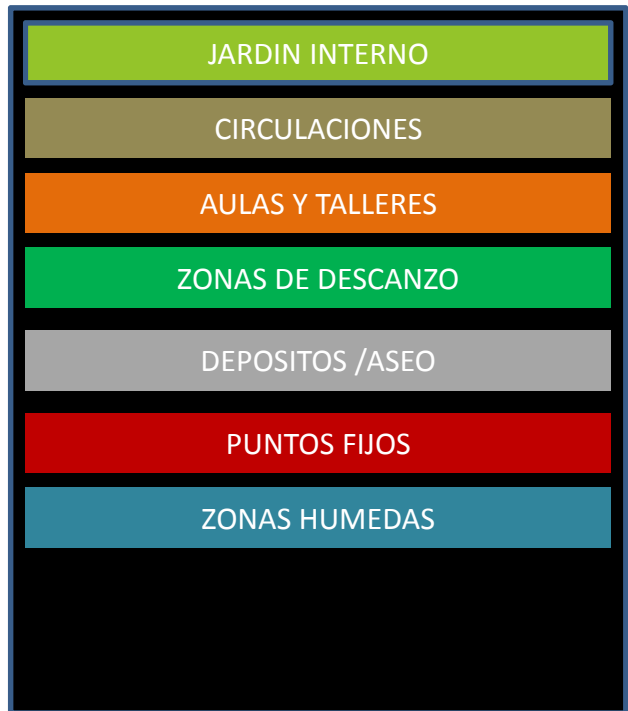 JARDIN INTERNO
CIRCULACIONES
AULAS Y TALLERES
ZONAS DE DESCANZO
DEPOSITOS /ASEO
PUNTOS FIJOS
ZONAS HUMEDAS